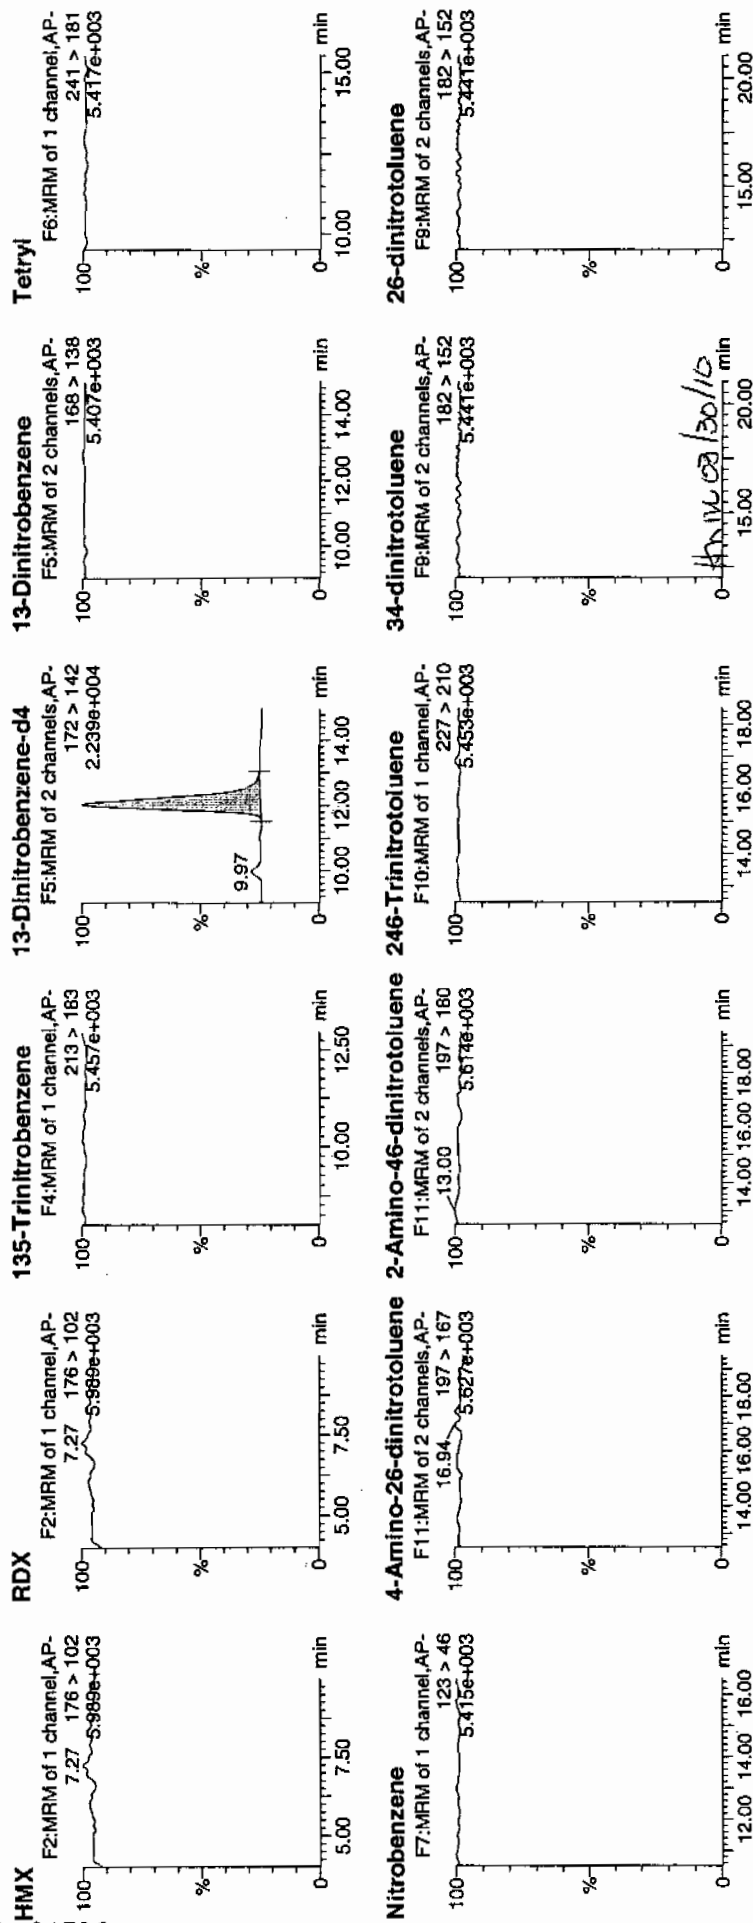 HMX
F2:MRM of 1 channel,AP-
176 > 102
5.989e+003
7.27
100
%
0
5.00
7.50
min
RDX
F2:MRM of 1 channel,AP-
176 > 102
5.989e+003
7.27
100
%
0
5.00
7.50
min
135-Trinitrobenzene
F4:MRM of 1 channel,AP-
213 > 183
5.457e+003
100
%
0
10.00
12.50
min
13-Dinitrobenzene-d4
F5:MRM of 2 channels,AP-
172 > 142
2.239e+004
9.97
100
%
0
10.00
12.00
14.00
min
13-Dinitrobenzene
F5:MRM of 2 channels,AP-
168 > 138
5.407e+003
100
%
0
10.00
12.00
14.00
min
Tetryl
F6:MRM of 1 channel,AP-
241 > 181
5.417e+003
100
%
0
10.00
15.00
min
Nitrobenzene
F7:MRM of 1 channel,AP-
123 > 46
5.415e+003
100
%
0
12.00
14.00
16.00
min
4-Amino-26-dinitrotoluene
F11:MRM of 2 channels,AP-
197 > 167
5.627e+003
16.94
100
%
0
14.00
16.00
18.00
min
2-Amino-46-dinitrotoluene
F11:MRM of 2 channels,AP-
197 > 180
5.614e+003
13.00
100
%
0
14.00
16.00
18.00
min
246-Trinitrotoluene
F10:MRM of 1 channel,AP-
227 > 210
5.453e+003
100
%
0
14.00
16.00
18.00
min
34-dinitrotoluene
F9:MRM of 2 channels,AP-
182 > 152
5.441e+003
100
%
0
15.00
20.00
min
03/30/10
26-dinitrotoluene
F9:MRM of 2 channels,AP-
182 > 152
5.441e+003
100
%
0
15.00
20.00
min